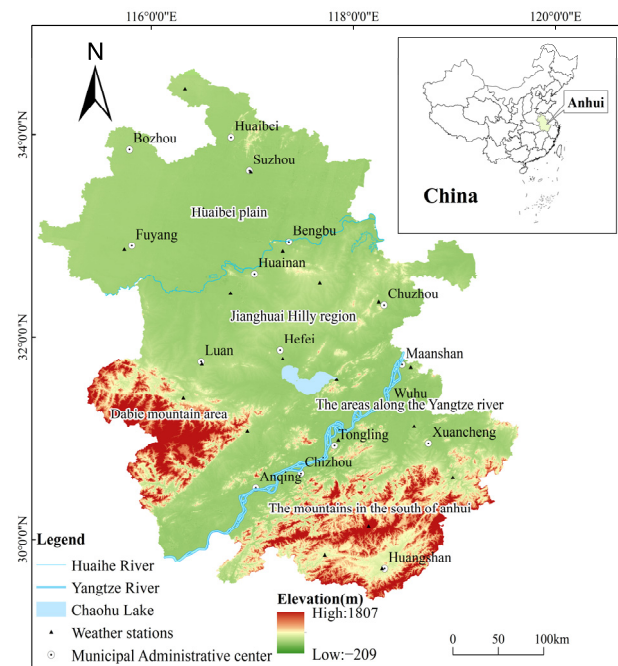 116°0'0"E
118°0'0"E
120°0'0"E
N
Anhui
China
34°0'0"N
32°0'0"N
30°0'0"N
Bozhou
Huaibei
Suzhou
Huaibei plain
Fuyang
Bengbu
Huainan
Chuzhou
Jianghuai Hilly region
Luan
Hefei
Maanshan
Wuhu
Dabie mountain area
The areas along the Yangtze river
Tongling
Xuancheng
Chizhou
Anqing
The mountains in the south of anhui
Huangshan
Legend
Huaihe River
Yangtze River
Chaohu Lake
Weather stations
Municipal Administrative center
Elevation(m)
High:1807
Low:−209
0 50 100km